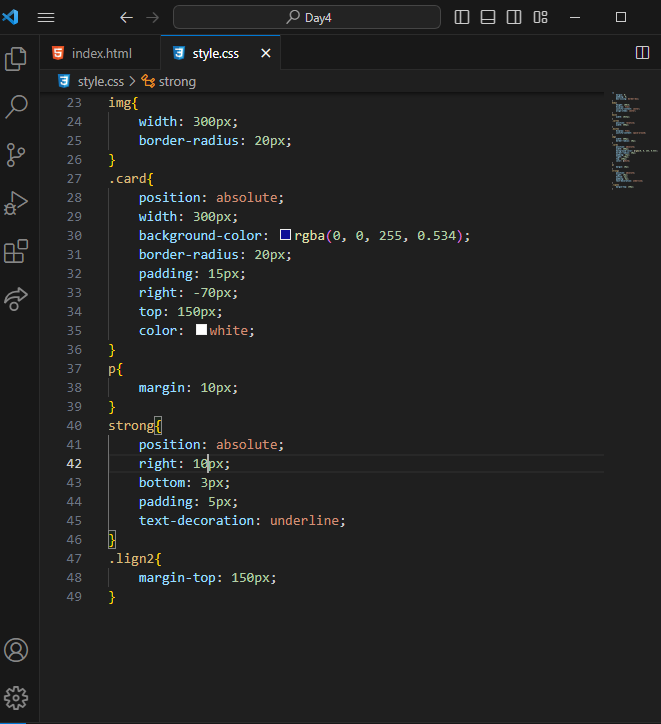 Day4
index.html
style.css
style.css > strong
23 img{
24 width: 300px;
25 border-radius: 20px;
26 }
27 .card{
28 position: absolute;
29 width: 300px;
30 background-color: rgba(0, 0, 255, 0.534);
31 border-radius: 20px;
32 padding: 15px;
33 right: -70px;
34 top: 150px;
35 color: white;
36 }
37 p{
38 margin: 10px;
39 }
40 strong{
41 position: absolute;
42 right: 10px;
43 bottom: 3px;
44 padding: 5px;
45 text-decoration: underline;
46 }
47 .lign2{
48 margin-top: 150px;
49 }